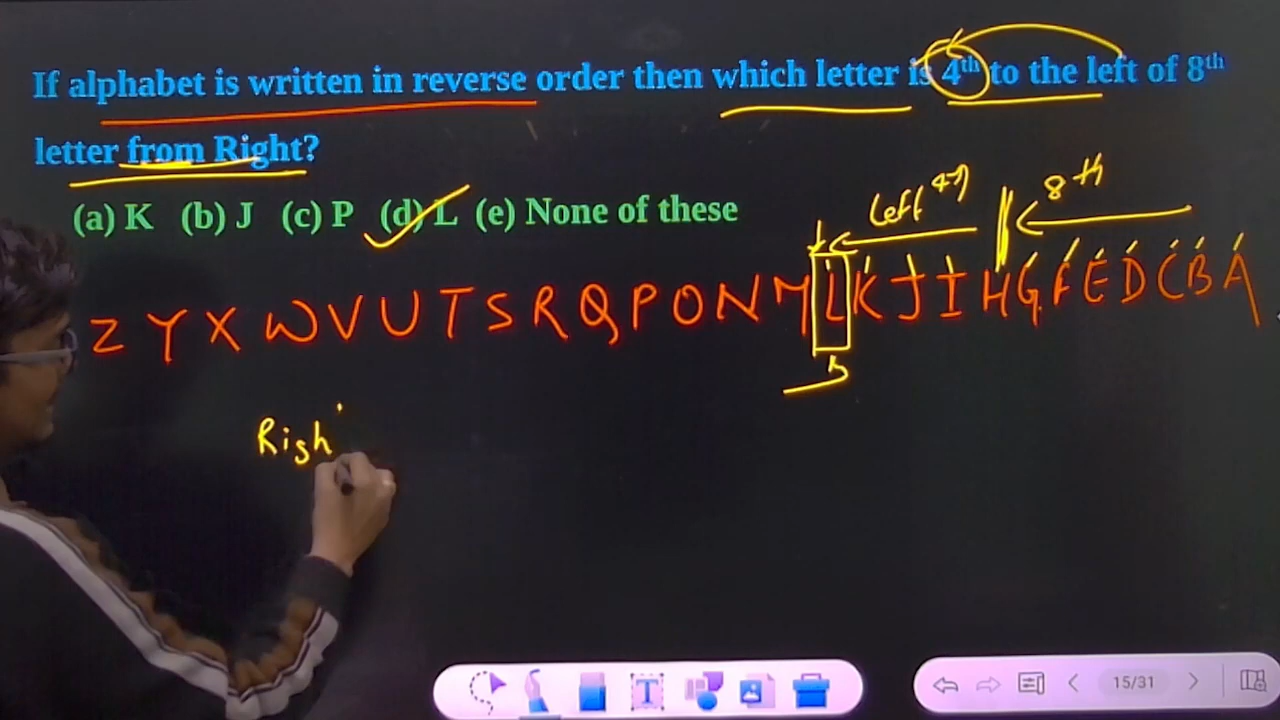 If alphabet is written in reverse order then which letter is 4th to the left of 8th
letter from Right?
(a) K (b) J (c) P (d) L (e) None of these
left 4th 8th
Z Y X W V U T S R Q P O N M L K J I H G F E D C B A
Righ
T
15/31